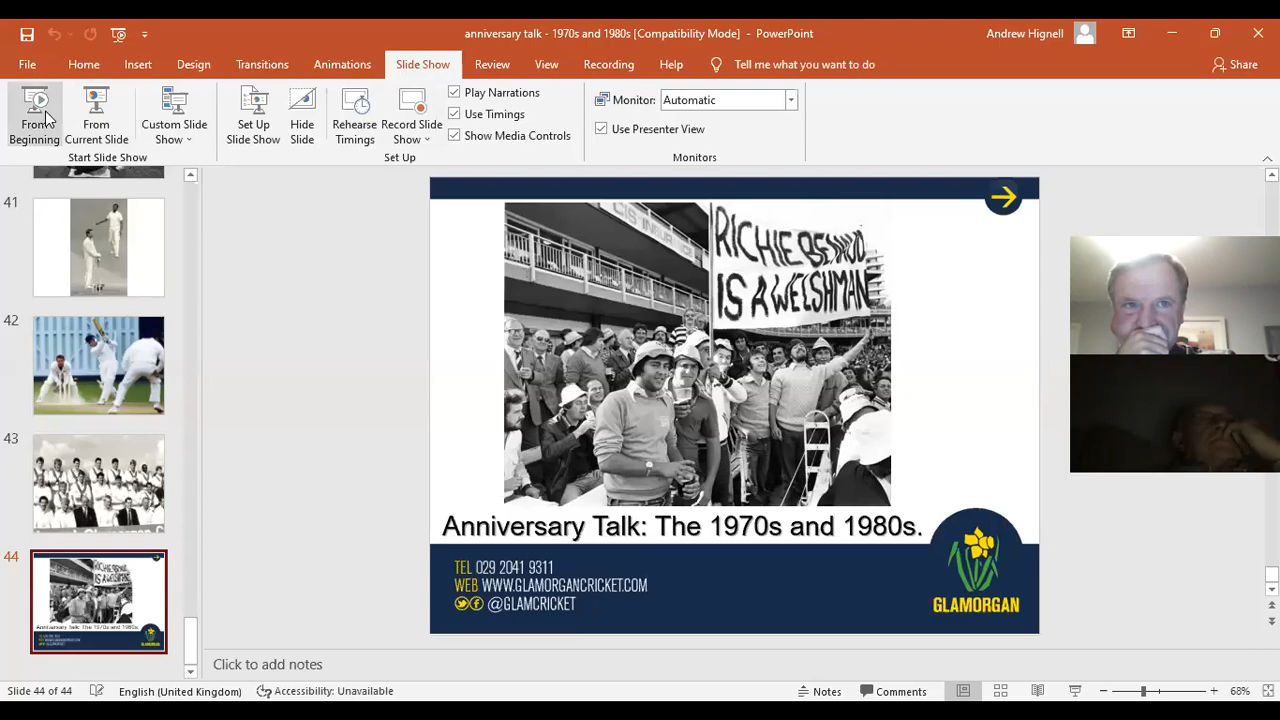 anniversary talk - 1970s and 1980s [Compatibility Mode] - PowerPoint
Andrew Hignell
File Home Insert Design Transitions Animations Slide Show Review View Recording Help Tell me what you want to do Share
From Beginning
From Current Slide
Custom Slide Show
Set Up Slide Show
Hide Slide
Rehearse Timings
Record Slide Show
Play Narrations
Use Timings
Show Media Controls
Monitor: Automatic
Use Presenter View
Start Slide Show
Set Up
Monitors
41
42
43
44
CIS INSURANCE
RICHIE BENAUD
IS A WELSHMAN
Anniversary Talk: The 1970s and 1980s.
TEL 029 2041 9311
WEB WWW.GLAMORGANCRICKET.COM
@GLAMCRICKET
GLAMORGAN
Click to add notes
Slide 44 of 44
English (United Kingdom)
Accessibility: Unavailable
Notes
Comments
68%